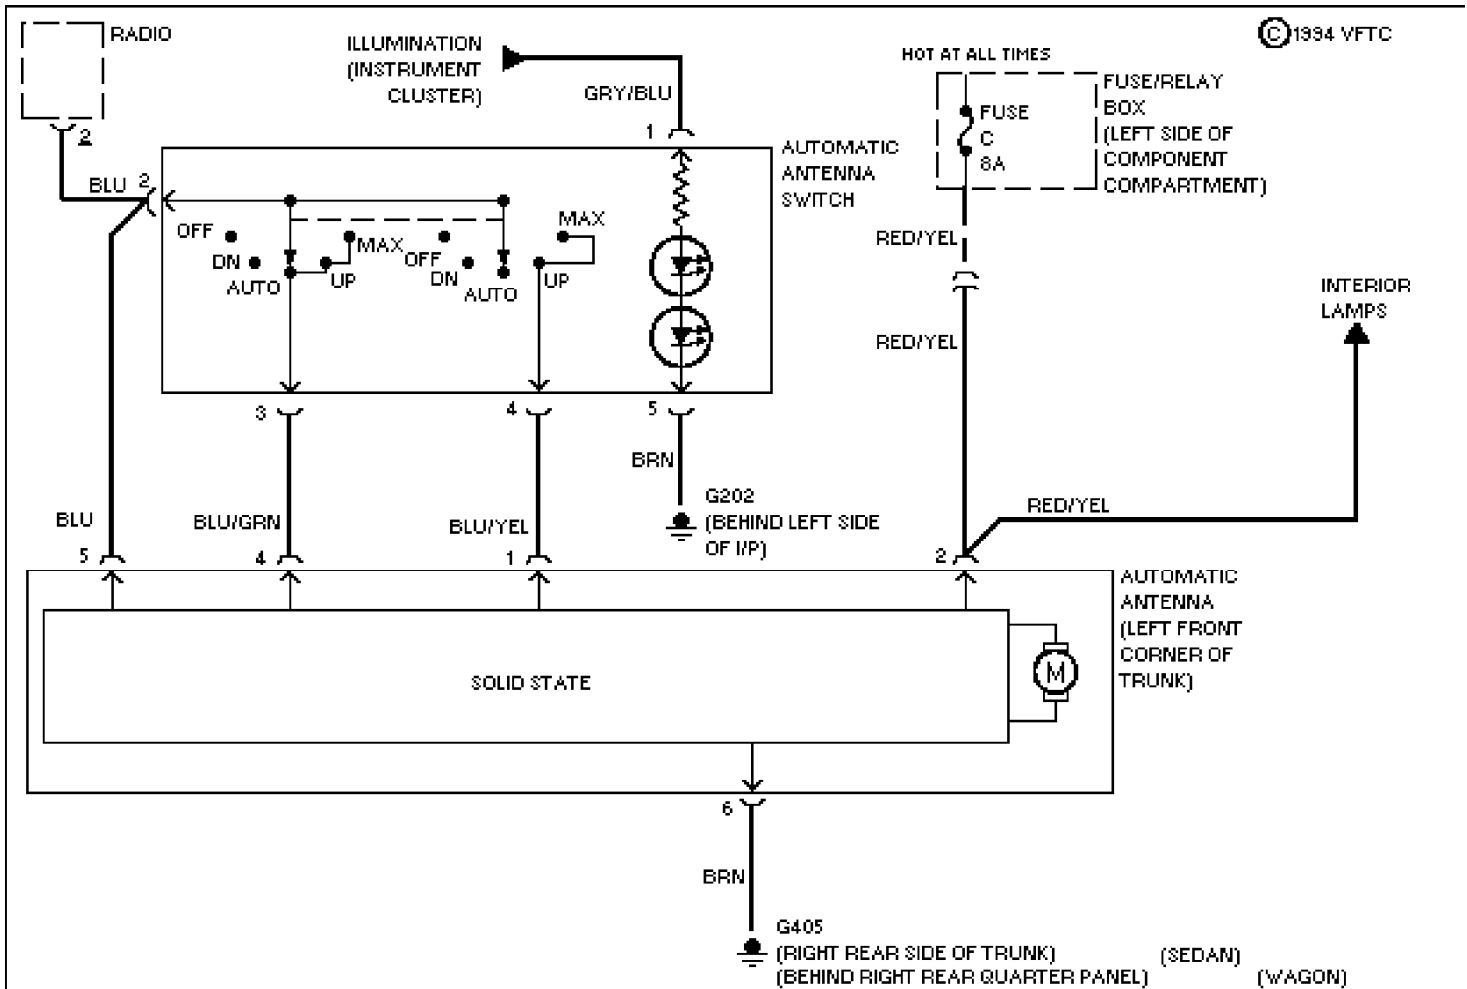 RADIO
2
ILLUMINATION
(INSTRUMENT
CLUSTER)
GRY/BLU
1
HOT AT ALL TIMES
© 1994 VFTC
FUSE
C
8A
FUSE/RELAY
BOX
(LEFT SIDE OF
COMPONENT
COMPARTMENT)
AUTOMATIC
ANTENNA
SWITCH
BLU
2
OFF
DN
AUTO
MAX
UP
OFF
DN
AUTO
MAX
UP
RED/YEL
RED/YEL
INTERIOR
LAMPS
3
4
5
BRN
G202
(BEHIND LEFT SIDE
OF I/P)
RED/YEL
BLU
BLU/GRN
BLU/YEL
5
4
1
2
AUTOMATIC
ANTENNA
(LEFT FRONT
CORNER OF
TRUNK)
SOLID STATE
M
6
BRN
G405
(RIGHT REAR SIDE OF TRUNK) (SEDAN)
(BEHIND RIGHT REAR QUARTER PANEL) (WAGON)